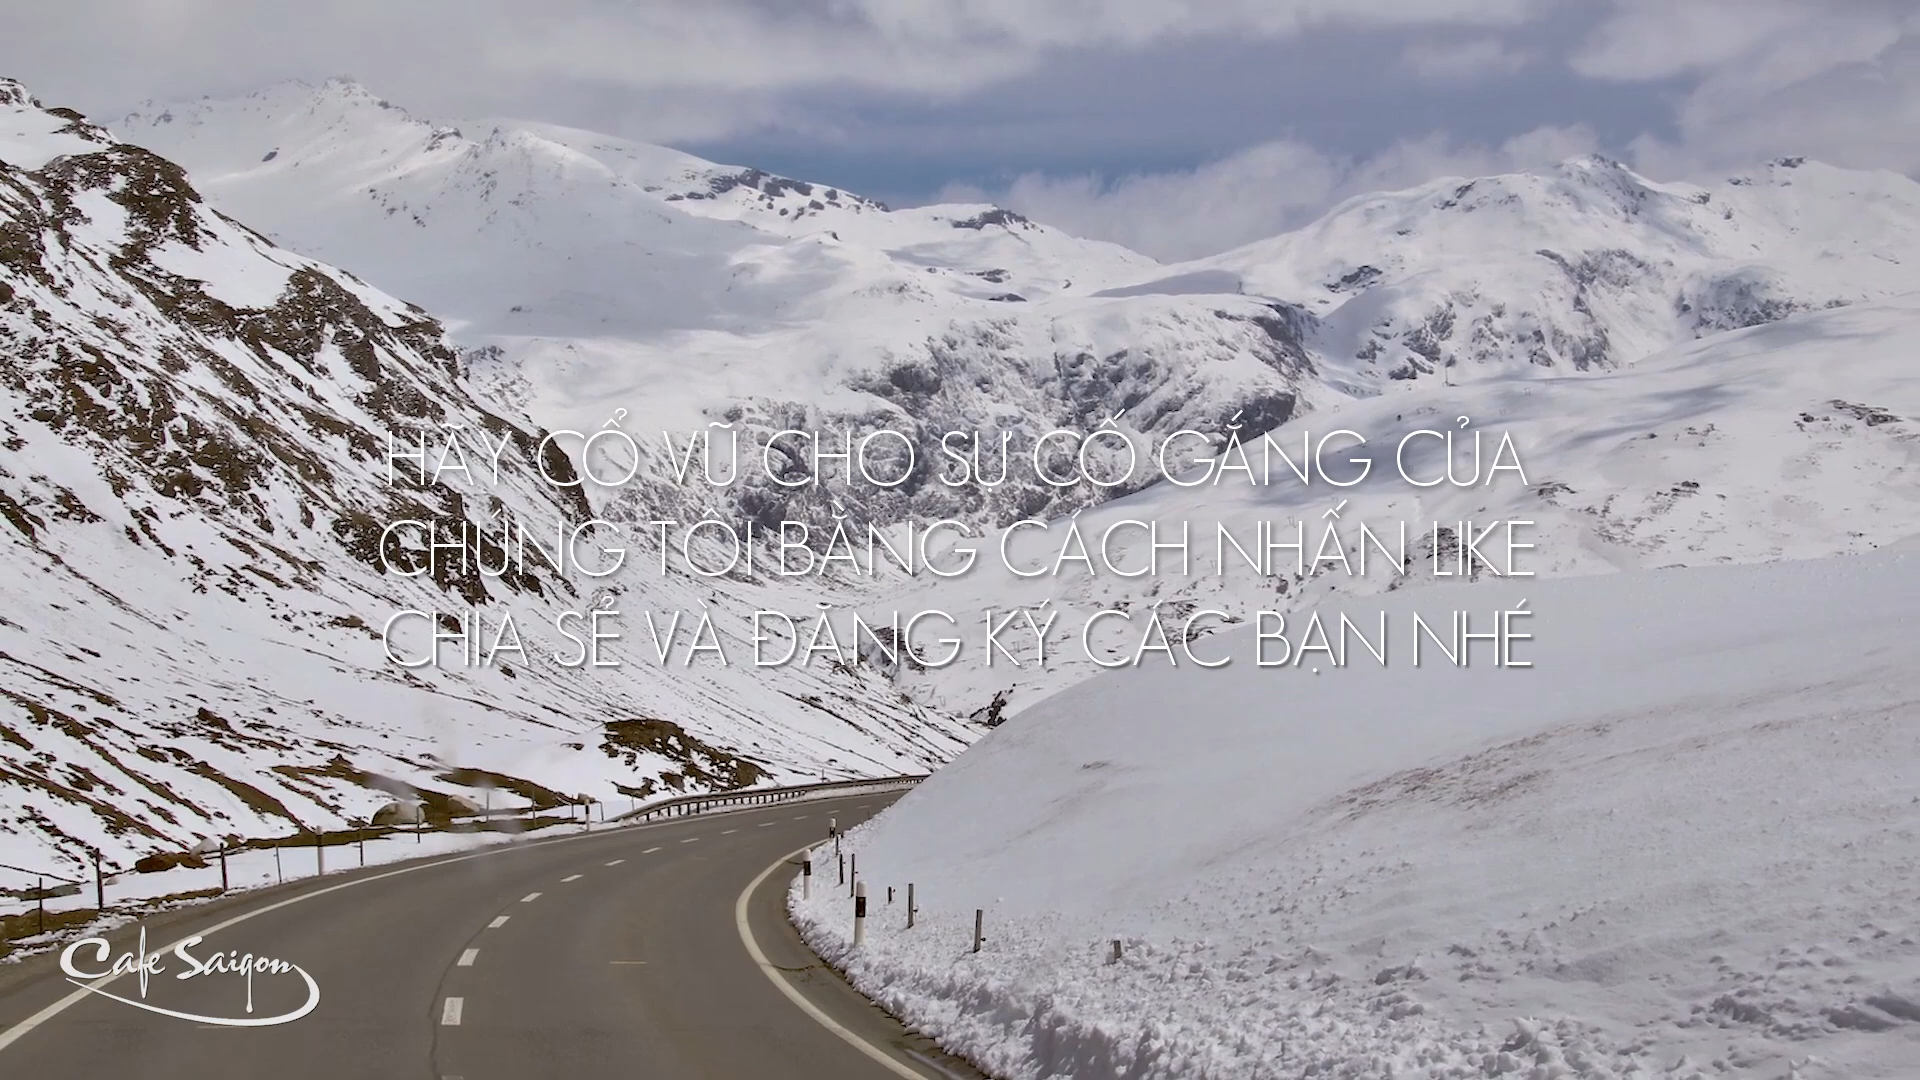 HÃY CỔ VŨ CHO SỰ CỐ GẮNG CỦA
CHÚNG TÔI BẰNG CÁCH NHẤN LIKE
CHIA SẺ VÀ ĐĂNG KÝ CÁC BẠN NHÉ
Cafe Saigon